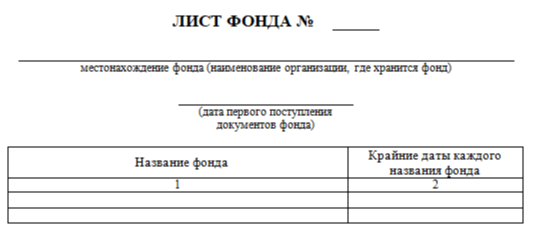 ЛИСТ ФОНДА №
местонахождение фонда (наименование организации, где хранится фонд)
(дата первого поступления
документов фонда)
Название фонда
Крайние даты каждого
названия фонда
1
2